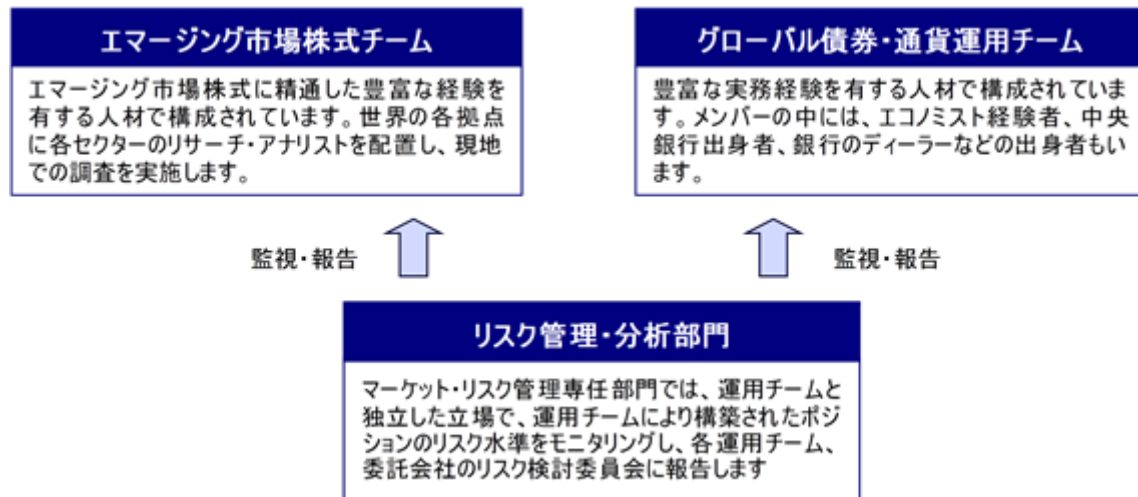 エマージング市場株式チーム
エマージング市場株式に精通した豊富な経験を
有する人材で構成されています。世界の各拠点
に各セクターのリサーチ・アナリストを配置し、現地
での調査を実施します。
グローバル債券・通貨運用チーム
豊富な実務経験を有する人材で構成されていま
す。メンバーの中には、エコノミスト経験者、中央
銀行出身者、銀行のディーラーなどの出身者もい
ます。
監視・報告
監視・報告
リスク管理・分析部門
マーケット・リスク管理専任部門では、運用チームと
独立した立場で、運用チームにより構築されたポジ
ションのリスク水準をモニタリングし、各運用チーム、
委託会社のリスク検討委員会に報告します